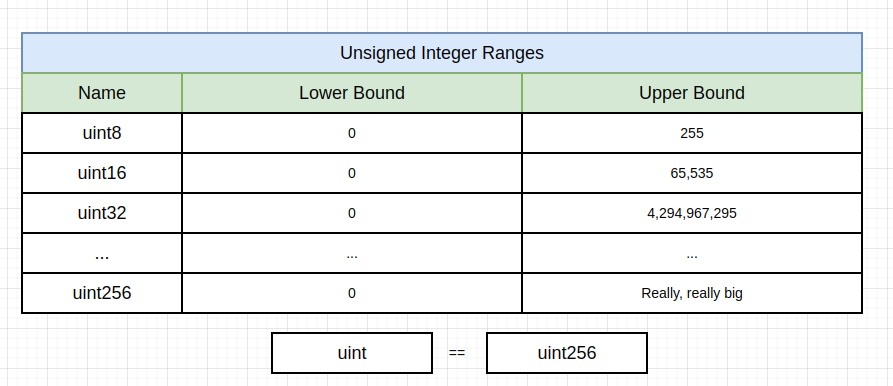 Unsigned Integer Ranges
Name Lower Bound Upper Bound
uint8 0 255
uint16 0 65,535
uint32 0 4,294,967,295
... ... ...
uint256 0 Really, really big
uint == uint256